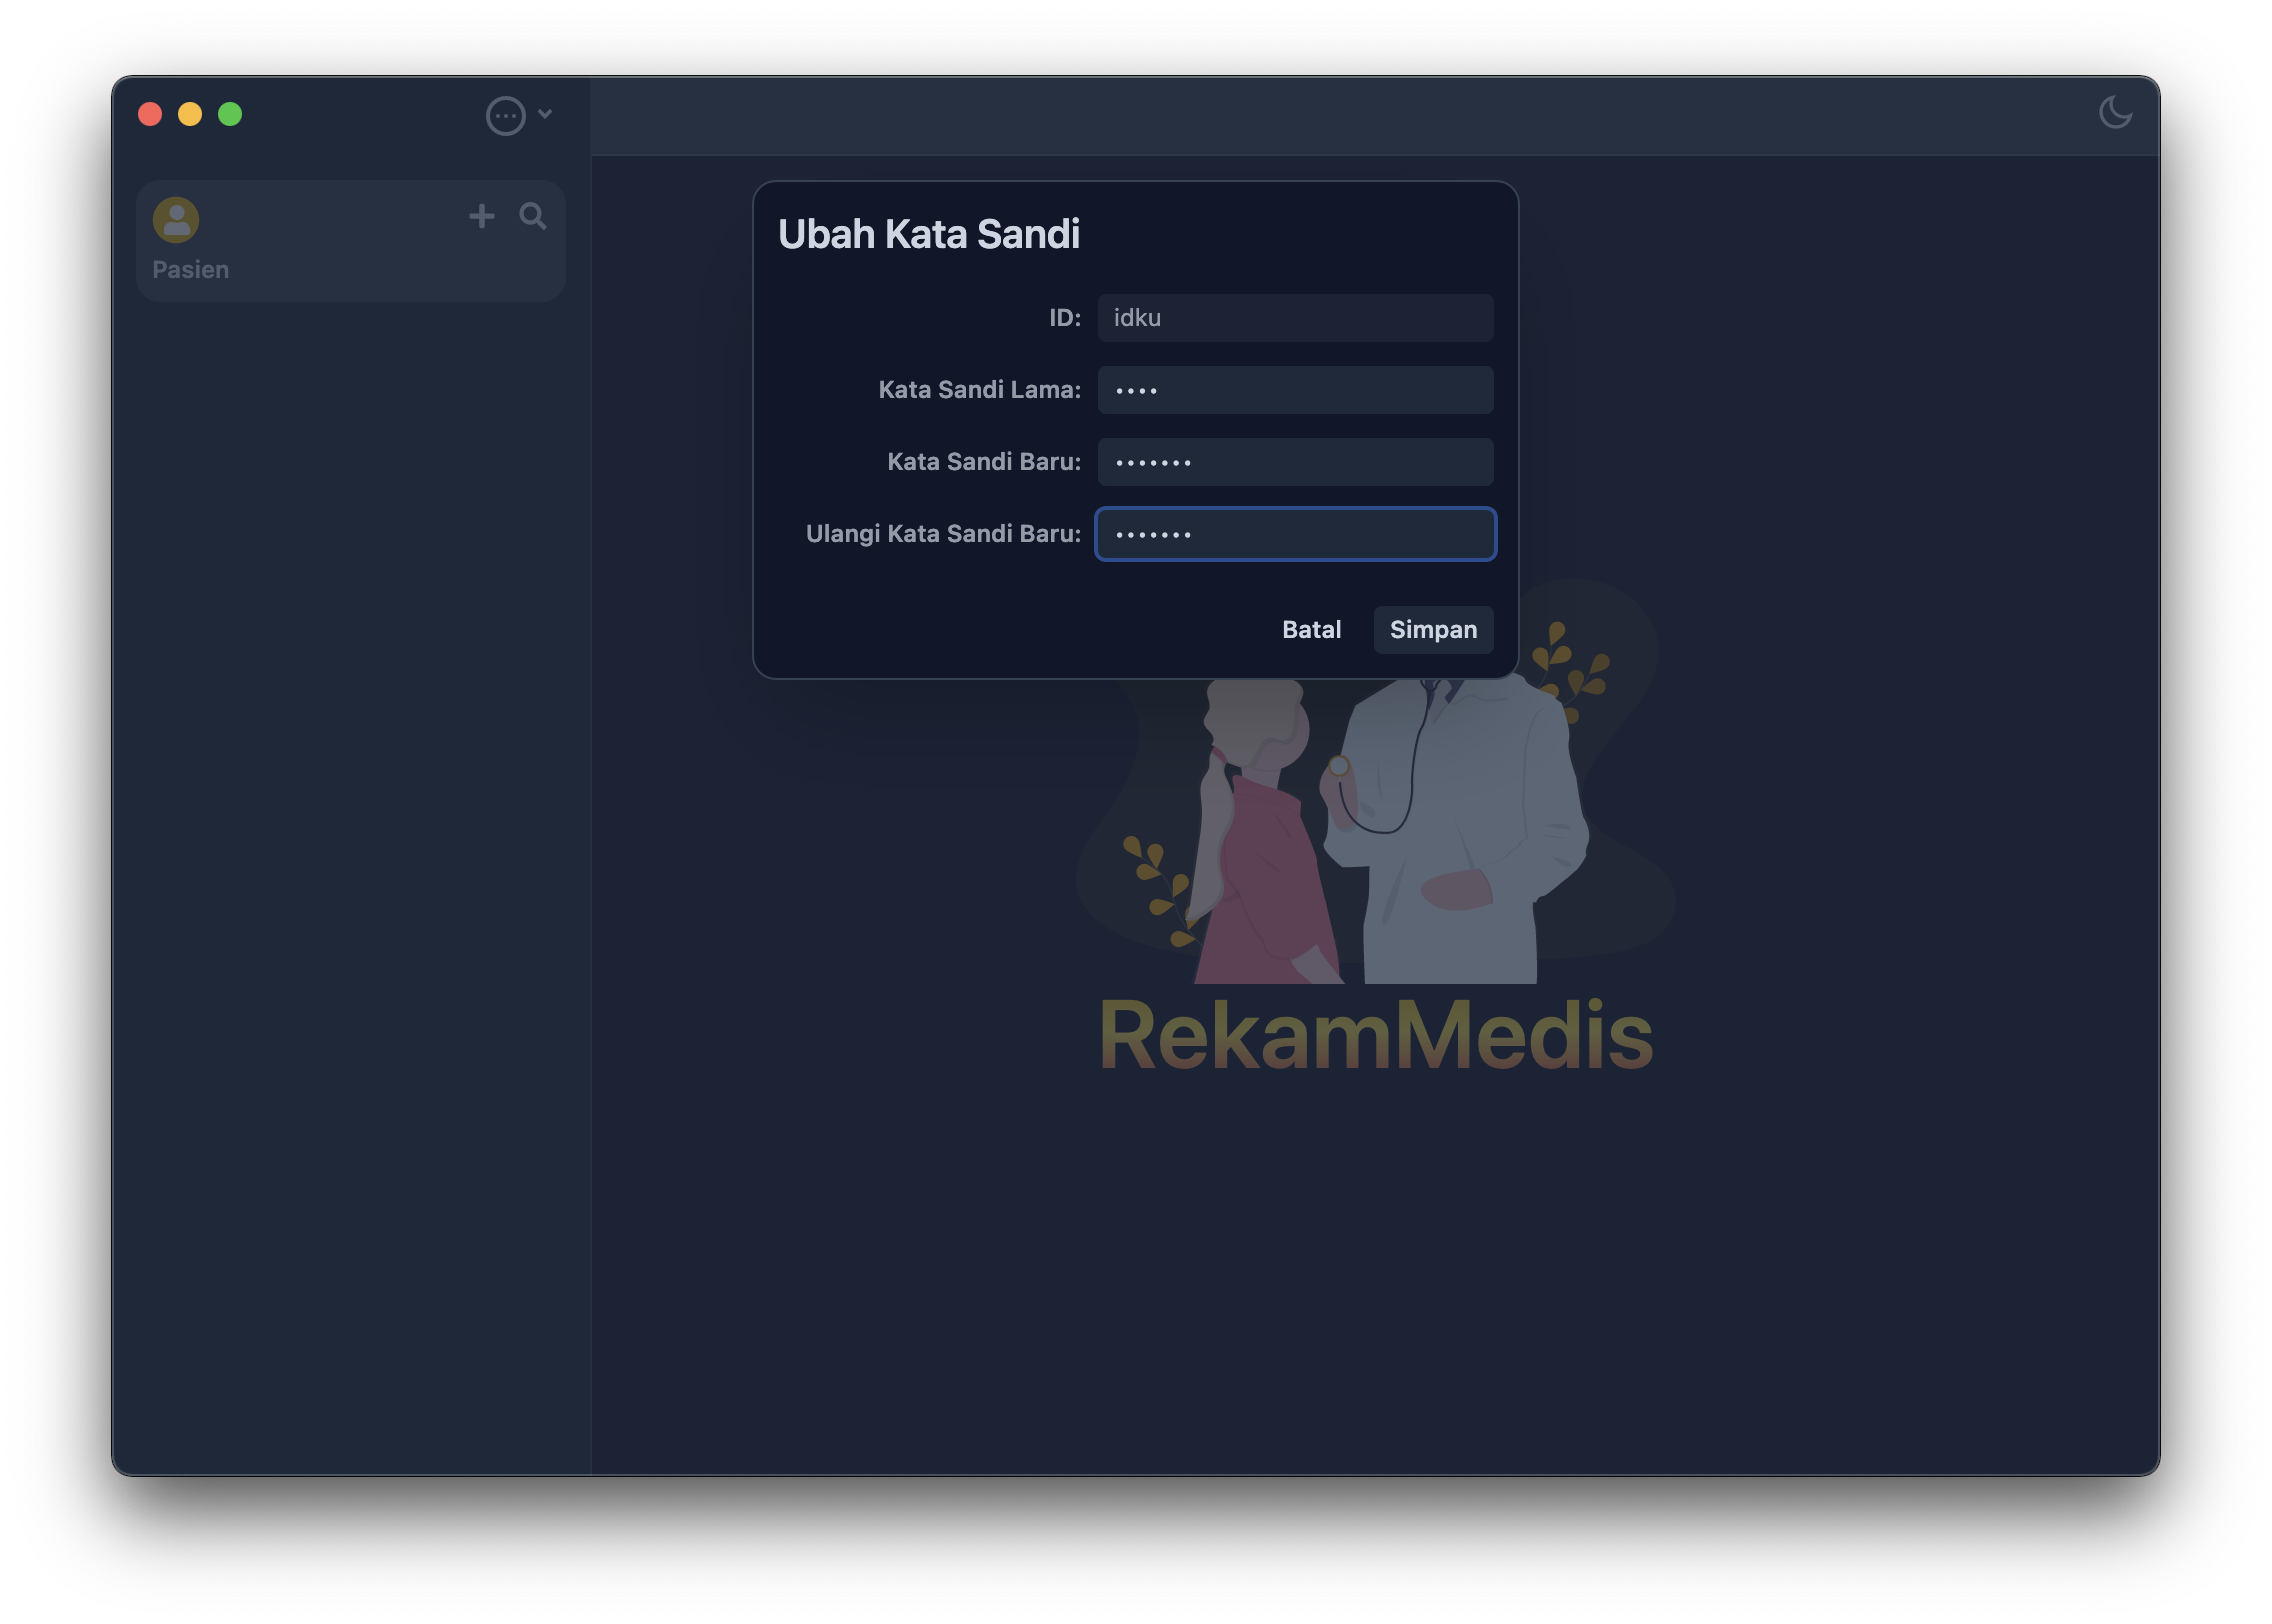 Pasien
Ubah Kata Sandi
ID: idku
Kata Sandi Lama: ••••
Kata Sandi Baru: •••••••
Ulangi Kata Sandi Baru: •••••••
Batal Simpan
RekamMedis